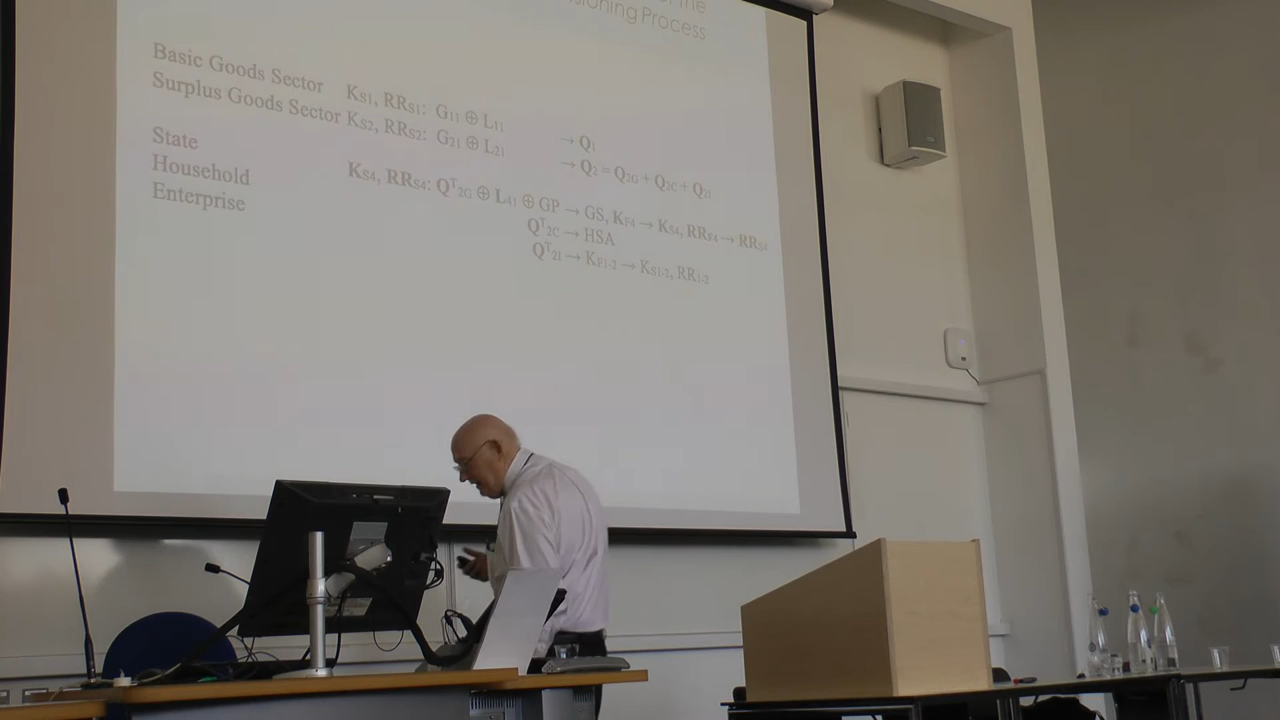 of the
Process
Basic Goods Sector KS1, RRS1: G11 ⊕ L11 → Q1
Surplus Goods Sector KS2, RRS2: G21 ⊕ L21 → Q2 = Q2G + Q2C + Q2I
State KS4, RRS4: QT2G ⊕ L41 ⊕ GP → GS, KF4 → KS4, RRF4 → RRS4
Household QT2C → HSA
Enterprise QT2I → KF1-2 → KS1-2, RR1-2